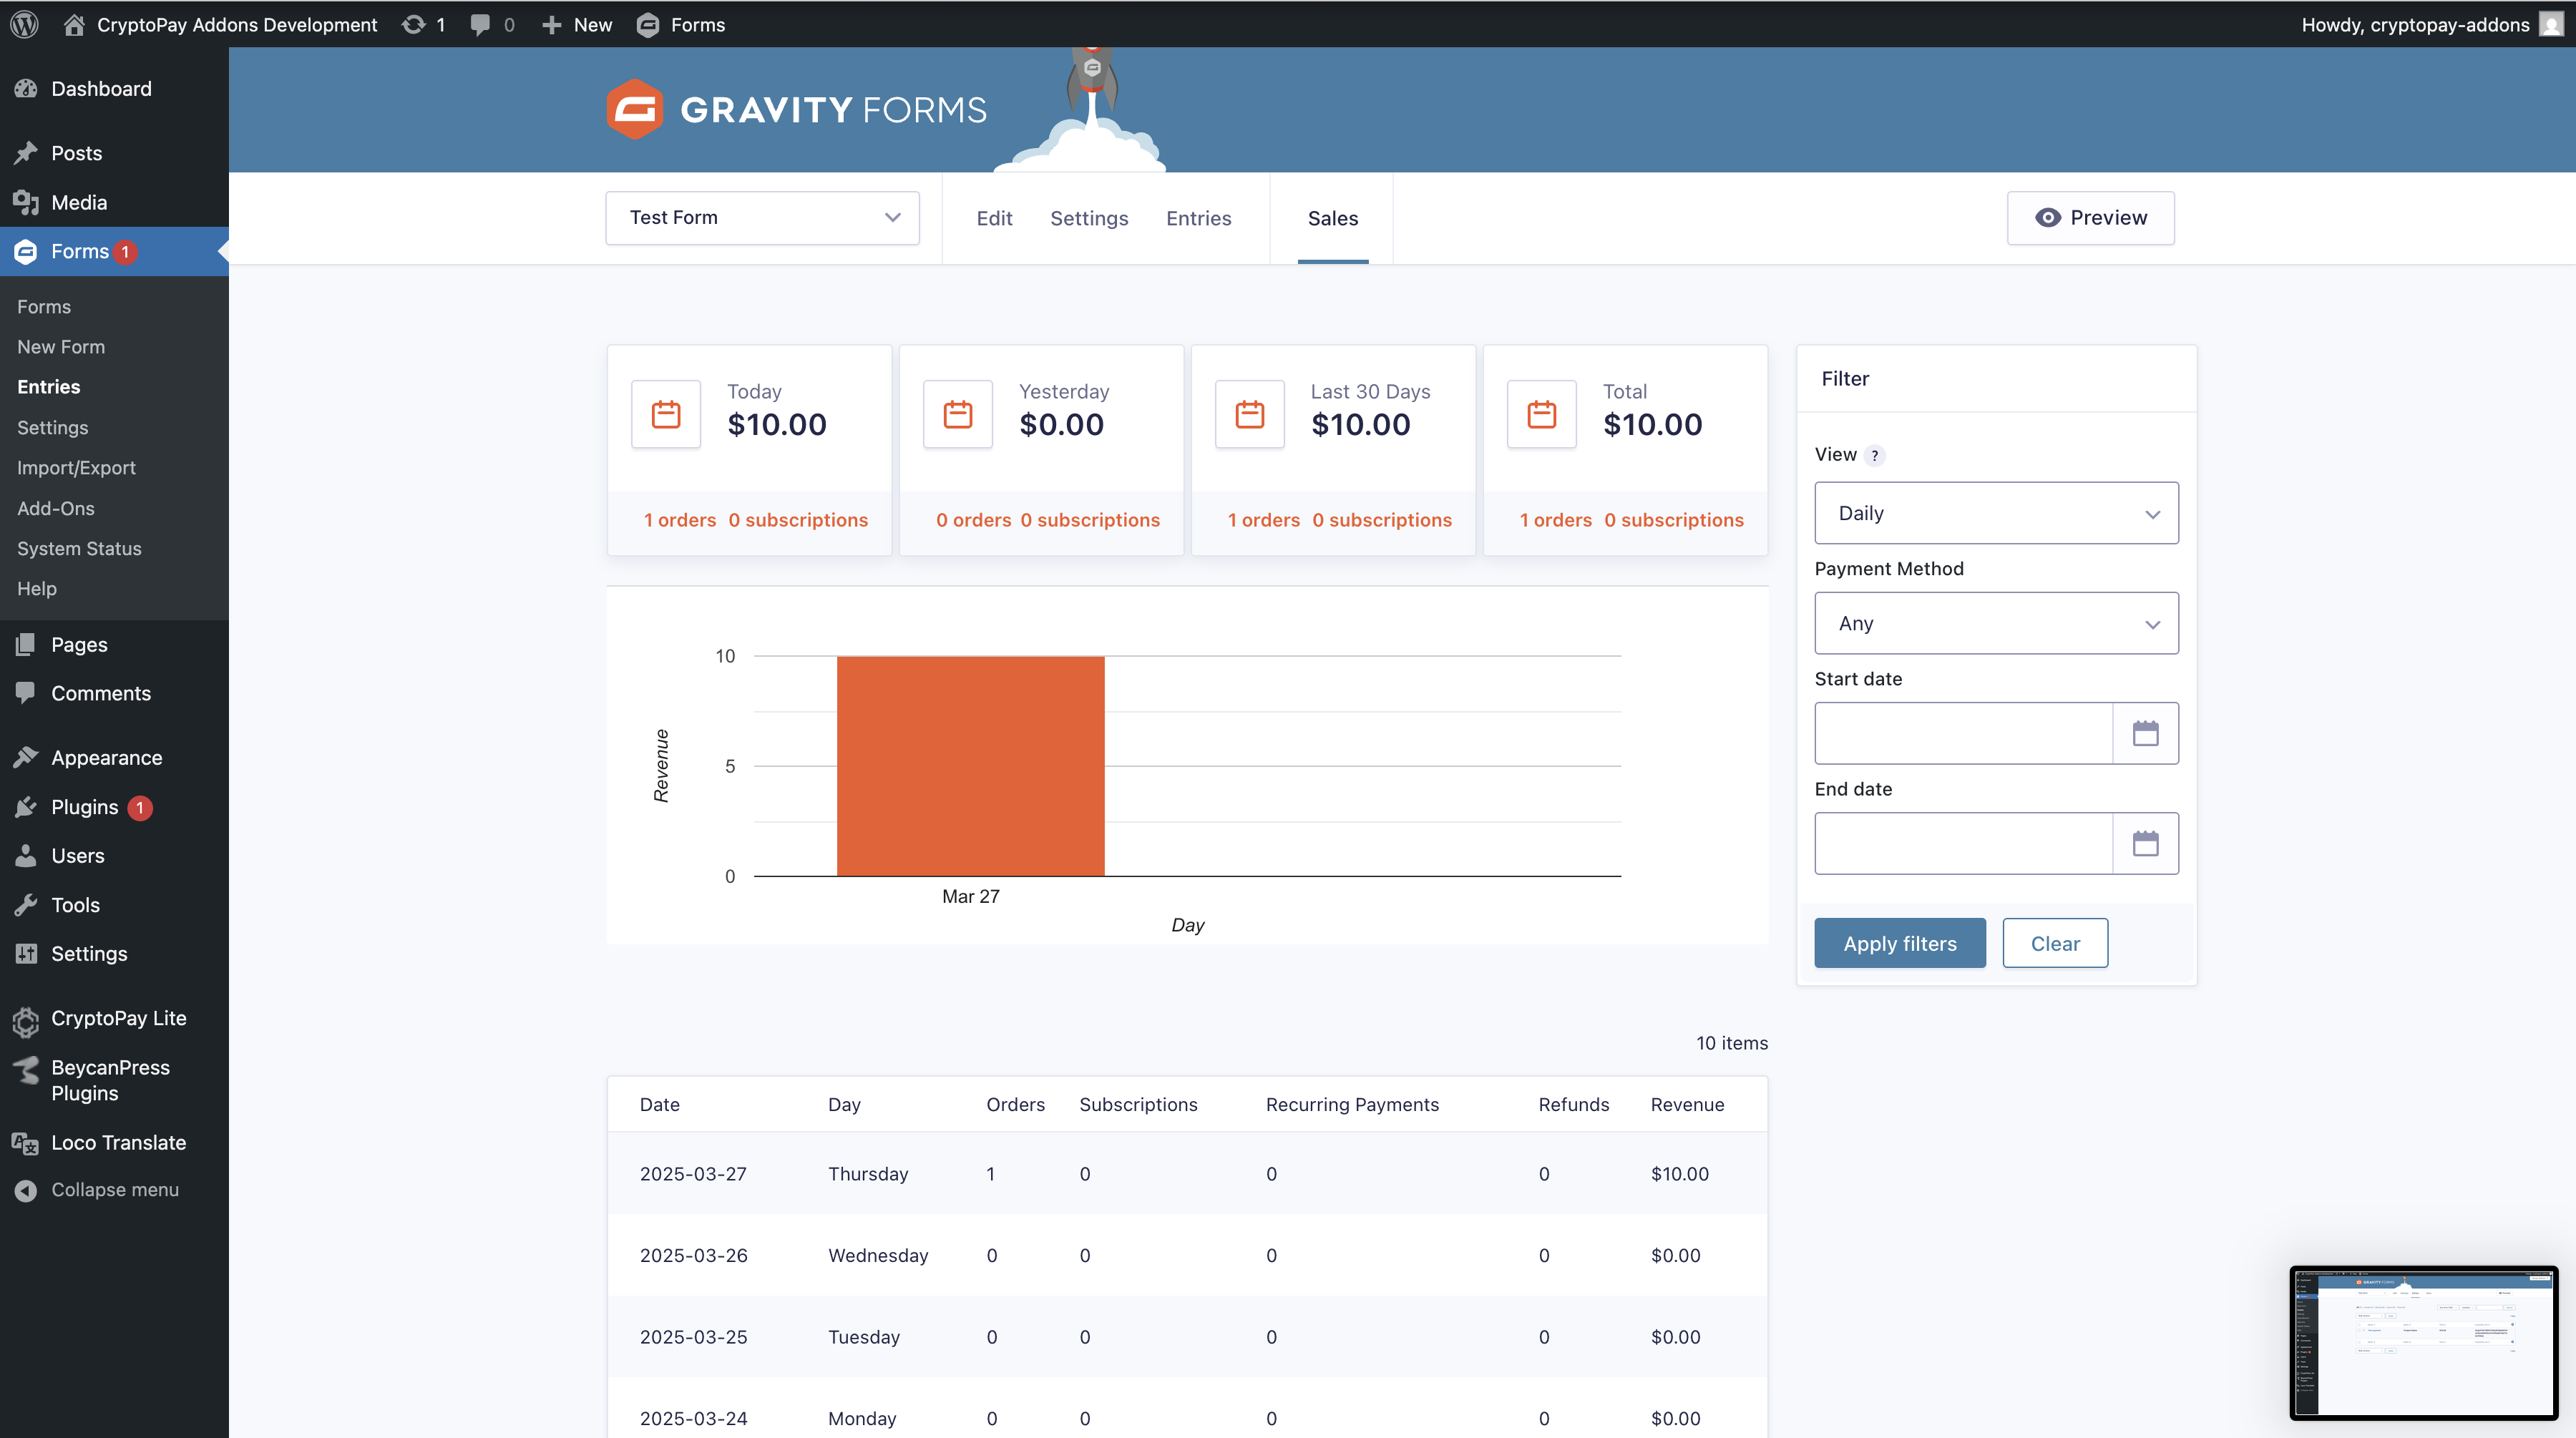 CryptoPay Addons Development 1 0 New Forms Howdy, cryptopay-addons
Dashboard
Posts
Media
Forms 1
Forms
New Form
Entries
Settings
Import/Export
Add-Ons
System Status
Help
Pages
Comments
Appearance
Plugins 1
Users
Tools
Settings
CryptoPay Lite
BeycanPress
Plugins
Loco Translate
Collapse menu
GRAVITY FORMS
Test Form Edit Settings Entries Sales Preview
Today
$10.00
1 orders 0 subscriptions
Yesterday
$0.00
0 orders 0 subscriptions
Last 30 Days
$10.00
1 orders 0 subscriptions
Total
$10.00
1 orders 0 subscriptions
10
5
0
Revenue
Mar 27
Day
Filter
View ?
Daily
Payment Method
Any
Start date
End date
Apply filters Clear
10 items
Date Day Orders Subscriptions Recurring Payments Refunds Revenue
2025-03-27 Thursday 1 0 0 0 $10.00
2025-03-26 Wednesday 0 0 0 0 $0.00
2025-03-25 Tuesday 0 0 0 0 $0.00
2025-03-24 Monday 0 0 0 0 $0.00